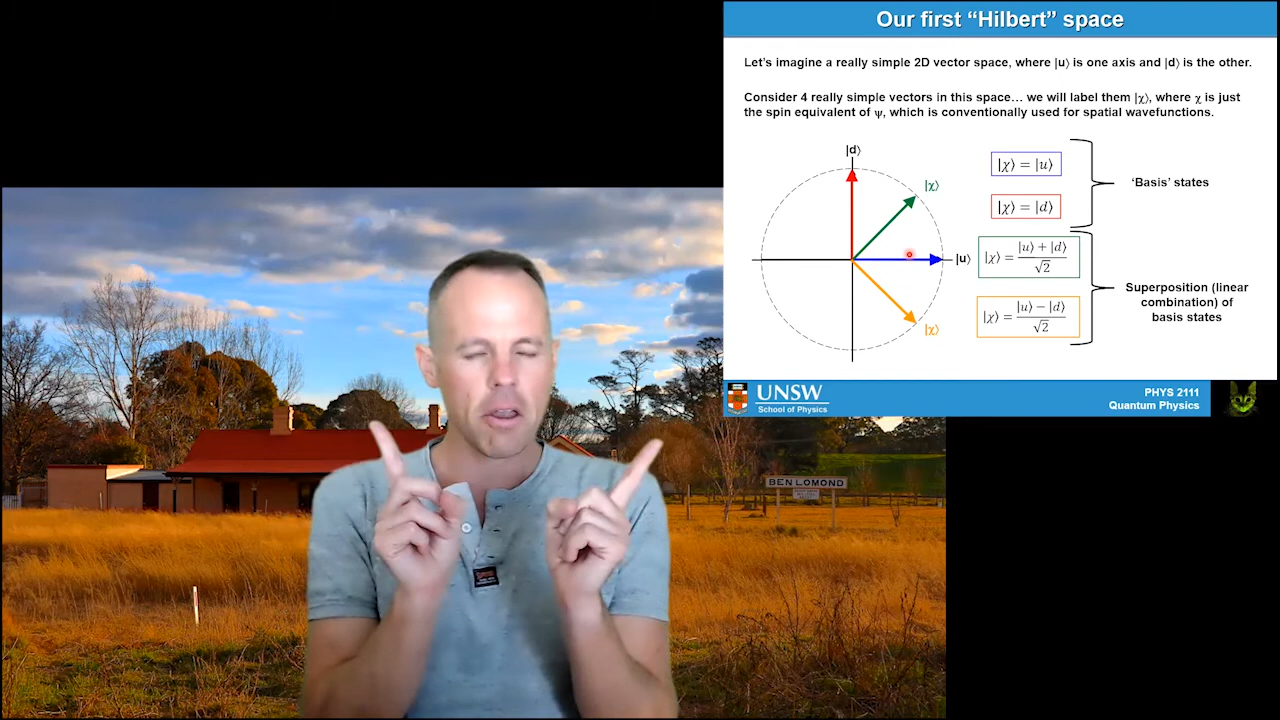 Our first “Hilbert” space
Let’s imagine a really simple 2D vector space, where |u⟩ is one axis and |d⟩ is the other.
Consider 4 really simple vectors in this space… we will label them |χ⟩, where χ is just
the spin equivalent of ψ, which is conventionally used for spatial wavefunctions.
|d⟩
|χ⟩
|u⟩
|χ⟩
|χ⟩ = |u⟩
|χ⟩ = |d⟩
‘Basis’ states
|χ⟩ = |u⟩ + |d⟩ / √2
|χ⟩ = |u⟩ − |d⟩ / √2
Superposition (linear
combination) of
basis states
UNSW
School of Physics
PHYS 2111
Quantum Physics
BEN LOMOND